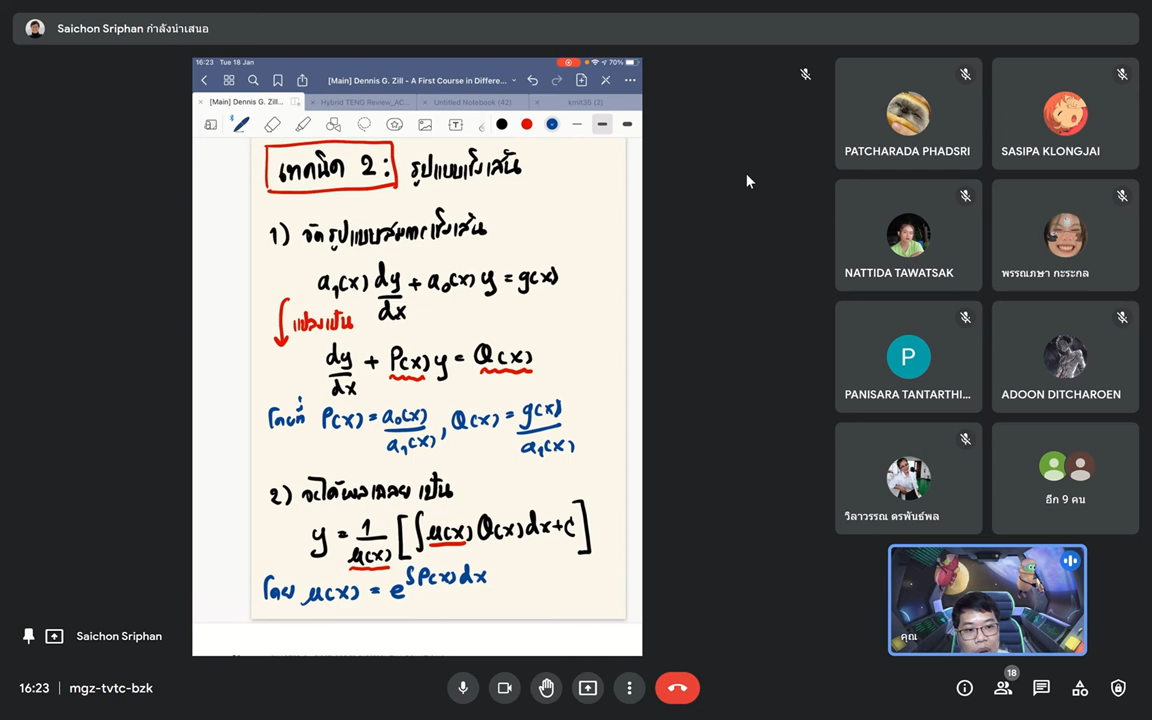 Saichon Sriphan กำลังนำเสนอ
16:23 Tue 18 Jan
70%
[Main] Dennis G. Zill - A First Course in Differe...
[Main] Dennis G. Zill...
Hybrid TENG Review_AC...
Untitled Notebook (42)
kmit35 (2)
เทคนิค 2: รูปแบบเชิงเส้น
1) จัดรูปแบบสมการเชิงเส้น
a₁(x) dy/dx + a₀(x) y = g(x)
แปลงเป็น
dy/dx + P(x) y = Q(x)
โดยที่ P(x) = a₀(x)/a₁(x), Q(x) = g(x)/a₁(x)
2) จะได้ผลเฉลย เป็น
y = 1/μ(x) [∫μ(x) Q(x) dx + c]
โดย μ(x) = e^∫P(x) dx
PATCHARADA PHADSRI
SASIPA KLONGJAI
NATTIDA TAWATSAK
พรรณภษา กะระกล
P
PANISARA TANTARTHI...
ADOON DITCHAROEN
วิลาวรรณ ดรพันธ์พล
อีก 9 คน
คุณ
Saichon Sriphan
16:23 | mgz-tvtc-bzk
18